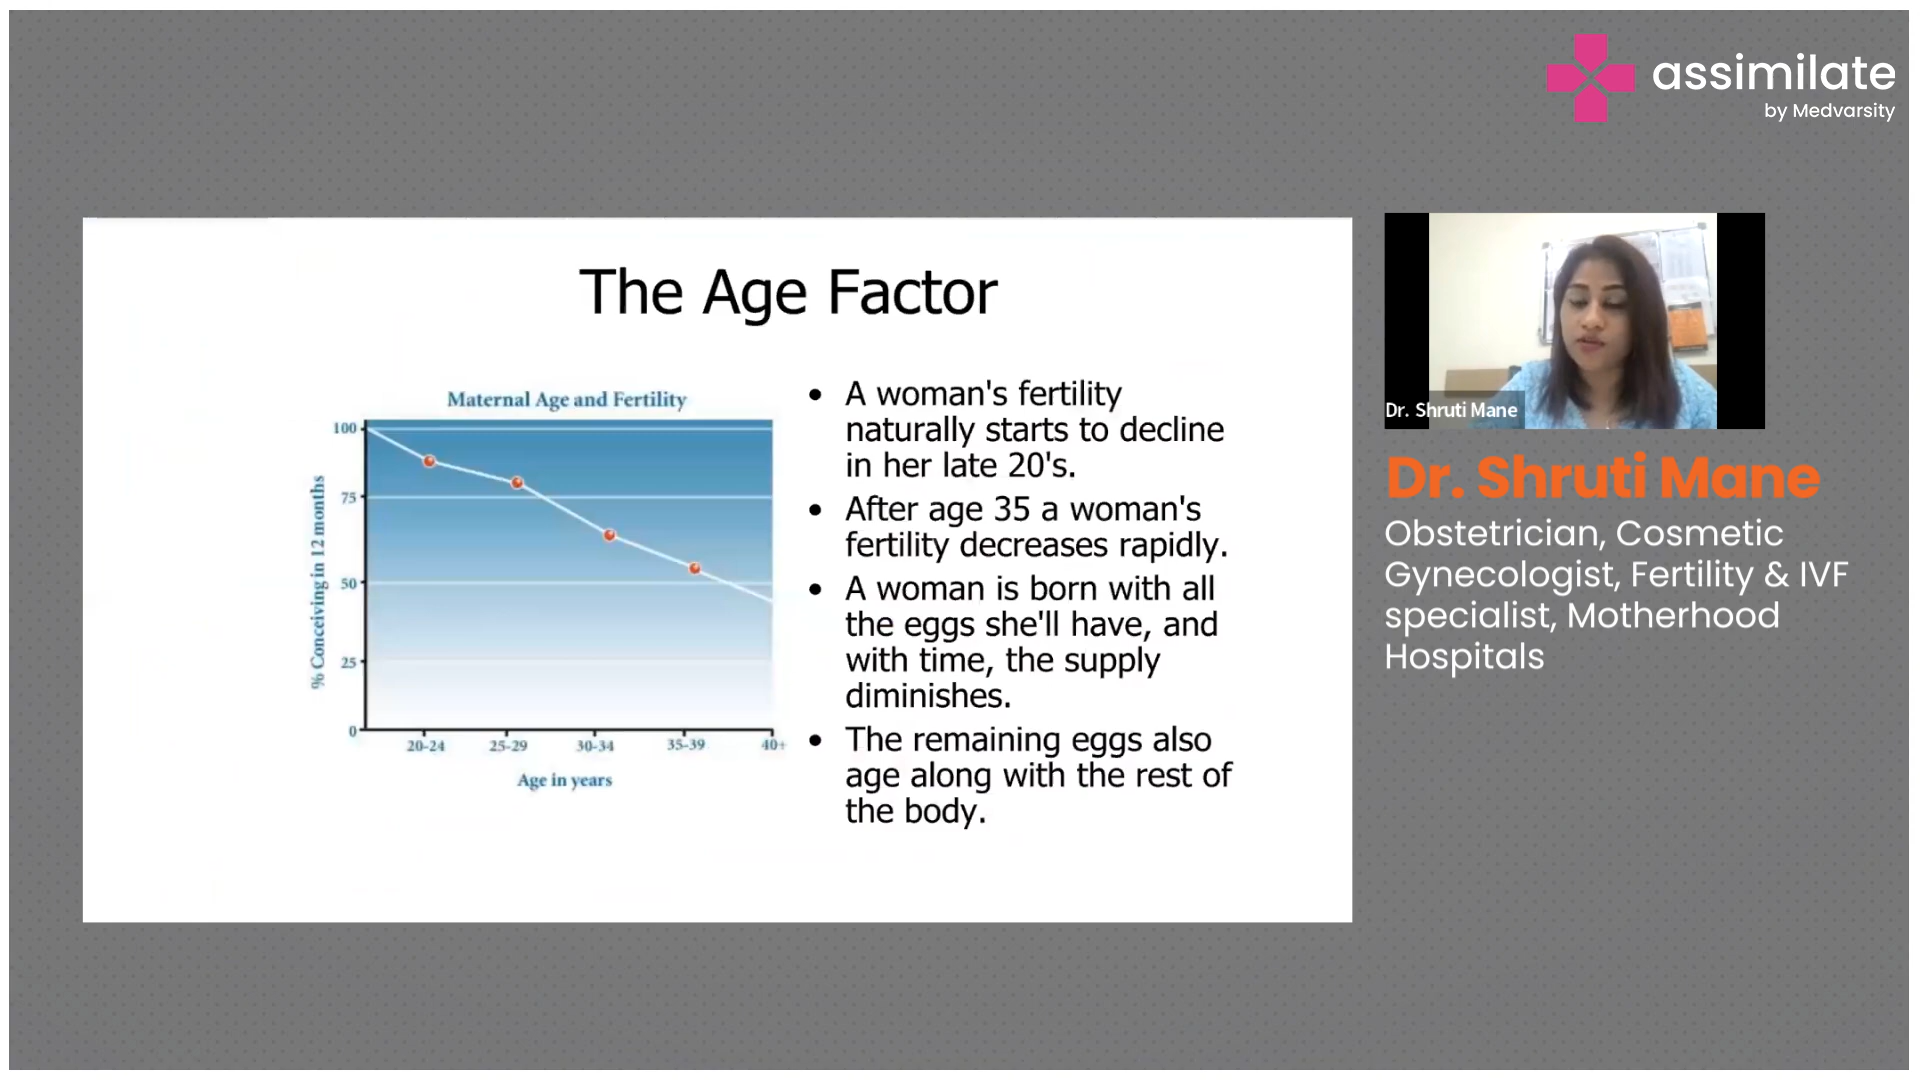 assimilate
by Medvarsity
The Age Factor
Maternal Age and Fertility
100
75
50
25
0
% Conceiving in 12 months
20-24
25-29
30-34
35-39
40+
Age in years
• A woman's fertility
naturally starts to decline
in her late 20's.
• After age 35 a woman's
fertility decreases rapidly.
• A woman is born with all
the eggs she'll have, and
with time, the supply
diminishes.
• The remaining eggs also
age along with the rest of
the body.
Dr. Shruti Mane
Dr. Shruti Mane
Obstetrician, Cosmetic
Gynecologist, Fertility & IVF
specialist, Motherhood
Hospitals